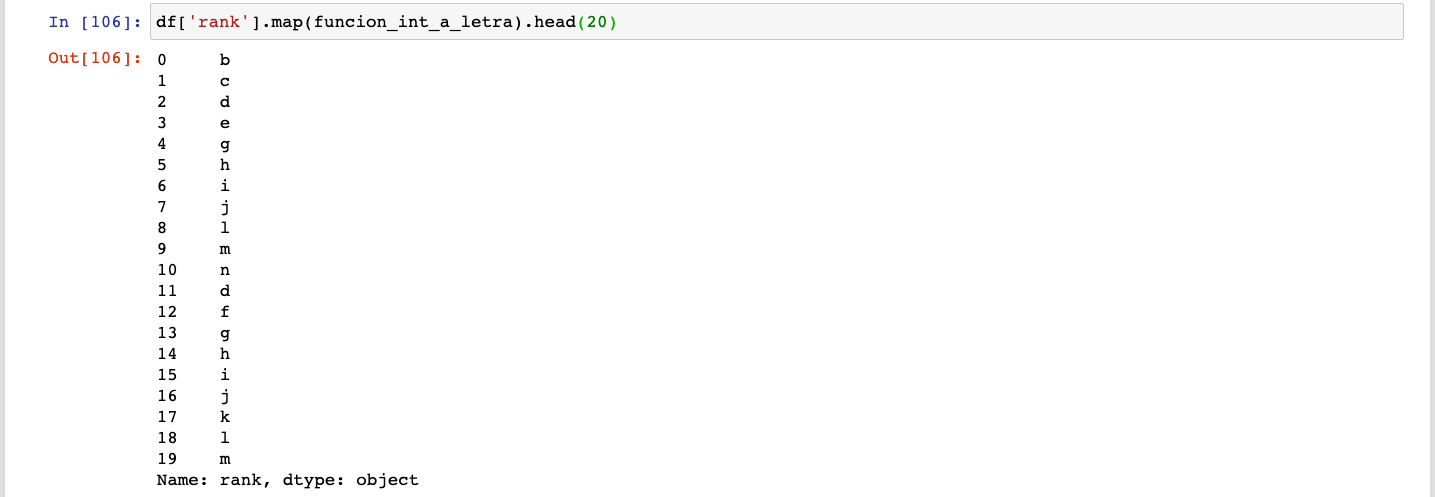 In [106]: df['rank'].map(funcion_int_a_letra).head(20)
Out[106]: 0 b
1 c
2 d
3 e
4 g
5 h
6 i
7 j
8 l
9 m
10 n
11 d
12 f
13 g
14 h
15 i
16 j
17 k
18 l
19 m
Name: rank, dtype: object